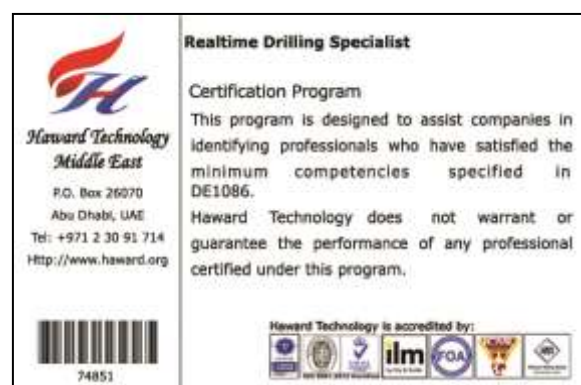 Haward Technology
Middle East
P.O. Box 26070
Abu Dhabi, UAE
Tel: +971 2 30 91 714
Http://www.haward.org
74851
Realtime Drilling Specialist
Certification Program
This program is designed to assist companies in
identifying professionals who have satisfied the
minimum competencies specified in
DE1086.
Haward Technology does not warrant or
guarantee the performance of any professional
certified under this program.
Haward Technology is accredited by:
ilm
FOA